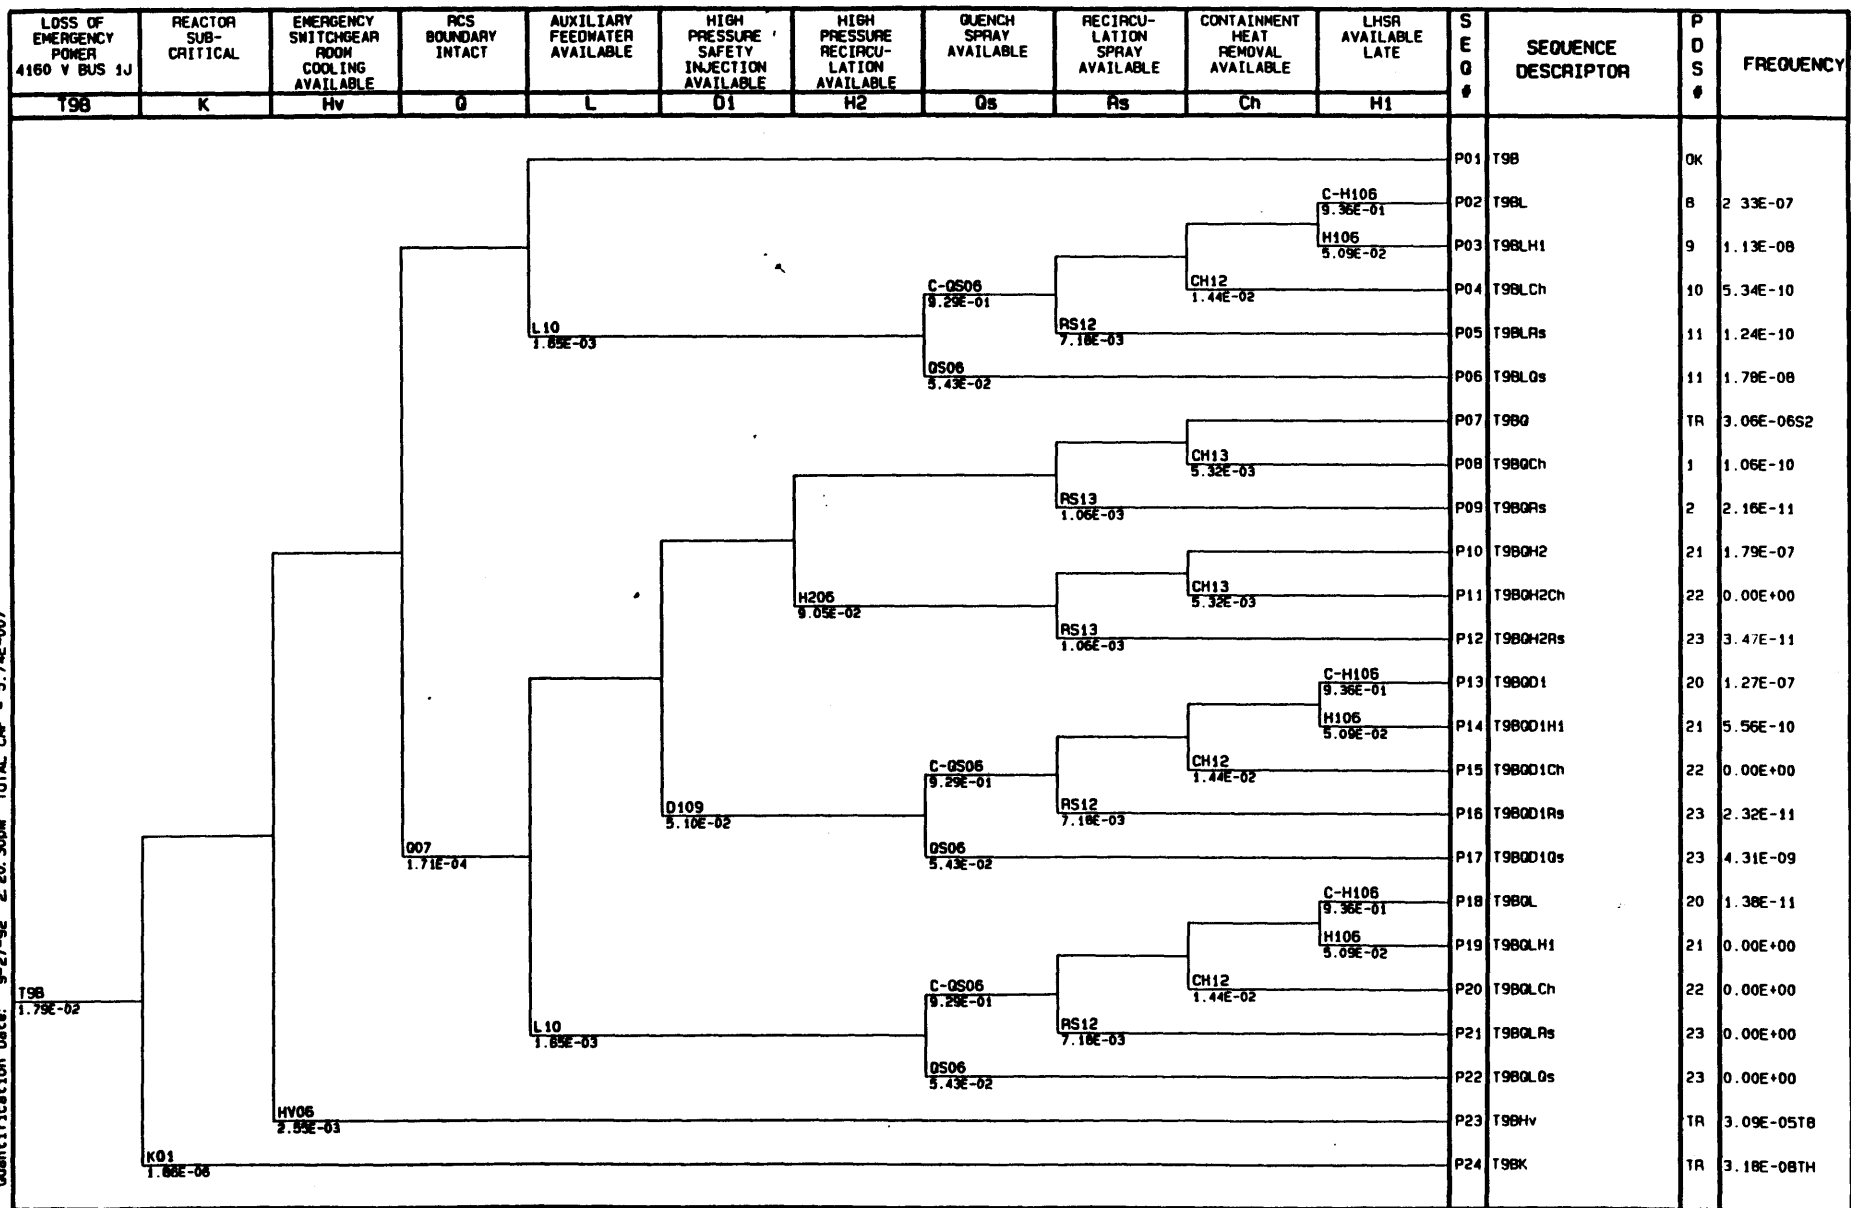 LOSS OF EMERGENCY POWER 4160 V BUS 1J
REACTOR SUB-CRITICAL
EMERGENCY SWITCHGEAR ROOM COOLING AVAILABLE
RCS BOUNDARY INTACT
AUXILIARY FEEDWATER AVAILABLE
HIGH PRESSURE SAFETY INJECTION AVAILABLE
HIGH PRESSURE RECIRCU-LATION AVAILABLE
QUENCH SPRAY AVAILABLE
RECIRCU-LATION SPRAY AVAILABLE
CONTAINMENT HEAT REMOVAL AVAILABLE
LHSR AVAILABLE LATE
SEQ #
SEQUENCE DESCRIPTOR
PDS #
FREQUENCY
T9B K Hv Q L D1 H2 Qs Rs Ch H1
P01 T9B OK
C-H106
9.36E-01
P02 T9BL 8 2 33E-07
H106
5.09E-02
P03 T9BLH1 9 1.13E-08
C-QS06
9.29E-01
CH12
1.44E-02
P04 T9BLCh 10 5.34E-10
L10
1.65E-03
RS12
7.18E-03
P05 T9BLRs 11 1.24E-10
QS06
5.43E-02
P06 T9BLQs 11 1.78E-08
P07 T9BQ TR 3.06E-06S2
CH13
5.32E-03
P08 T9BQCh 1 1.06E-10
RS13
1.06E-03
P09 T9BQRs 2 2.16E-11
P10 T9BQH2 21 1.79E-07
H206
9.05E-02
CH13
5.32E-03
P11 T9BQH2Ch 22 0.00E+00
RS13
1.06E-03
P12 T9BQH2Rs 23 3.47E-11
C-H106
9.36E-01
P13 T9BQD1 20 1.27E-07
H106
5.09E-02
P14 T9BQD1H1 21 5.56E-10
C-QS06
9.29E-01
CH12
1.44E-02
P15 T9BQD1Ch 22 0.00E+00
D109
5.10E-02
RS12
7.18E-03
P16 T9BQD1Rs 23 2.32E-11
Q07
1.71E-04
QS06
5.43E-02
P17 T9BQD1Qs 23 4.31E-09
C-H106
9.36E-01
P18 T9BQL 20 1.38E-11
H106
5.09E-02
P19 T9BQLH1 21 0.00E+00
T9B
1.79E-02
C-QS06
9.29E-01
CH12
1.44E-02
P20 T9BQLCh 22 0.00E+00
L10
1.65E-03
RS12
7.18E-03
P21 T9BQLRs 23 0.00E+00
QS06
5.43E-02
P22 T9BQLQs 23 0.00E+00
HV06
2.55E-03
P23 T9BHv TR 3.09E-05T8
K01
P24 T9BK TR 3.18E-08TH
Quantification Date: 9-27-92 2:20:30pm TOTAL